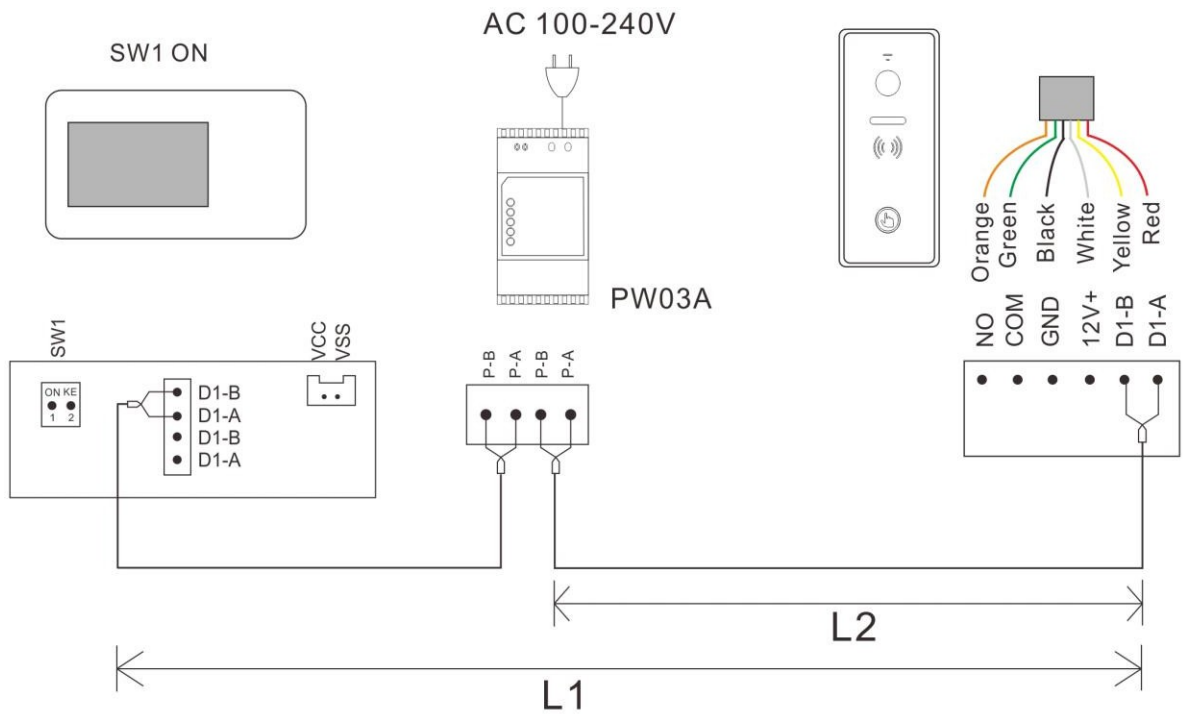 AC 100-240V
SW1 ON
PW03A
Orange
Green
Black
White
Yellow
Red
NO
COM
GND
12V+
D1-B
D1-A
SW1
VCC
VSS
ON KE
1 2
D1-B
D1-A
D1-B
D1-A
P-B
P-A
P-B
P-A
L2
L1